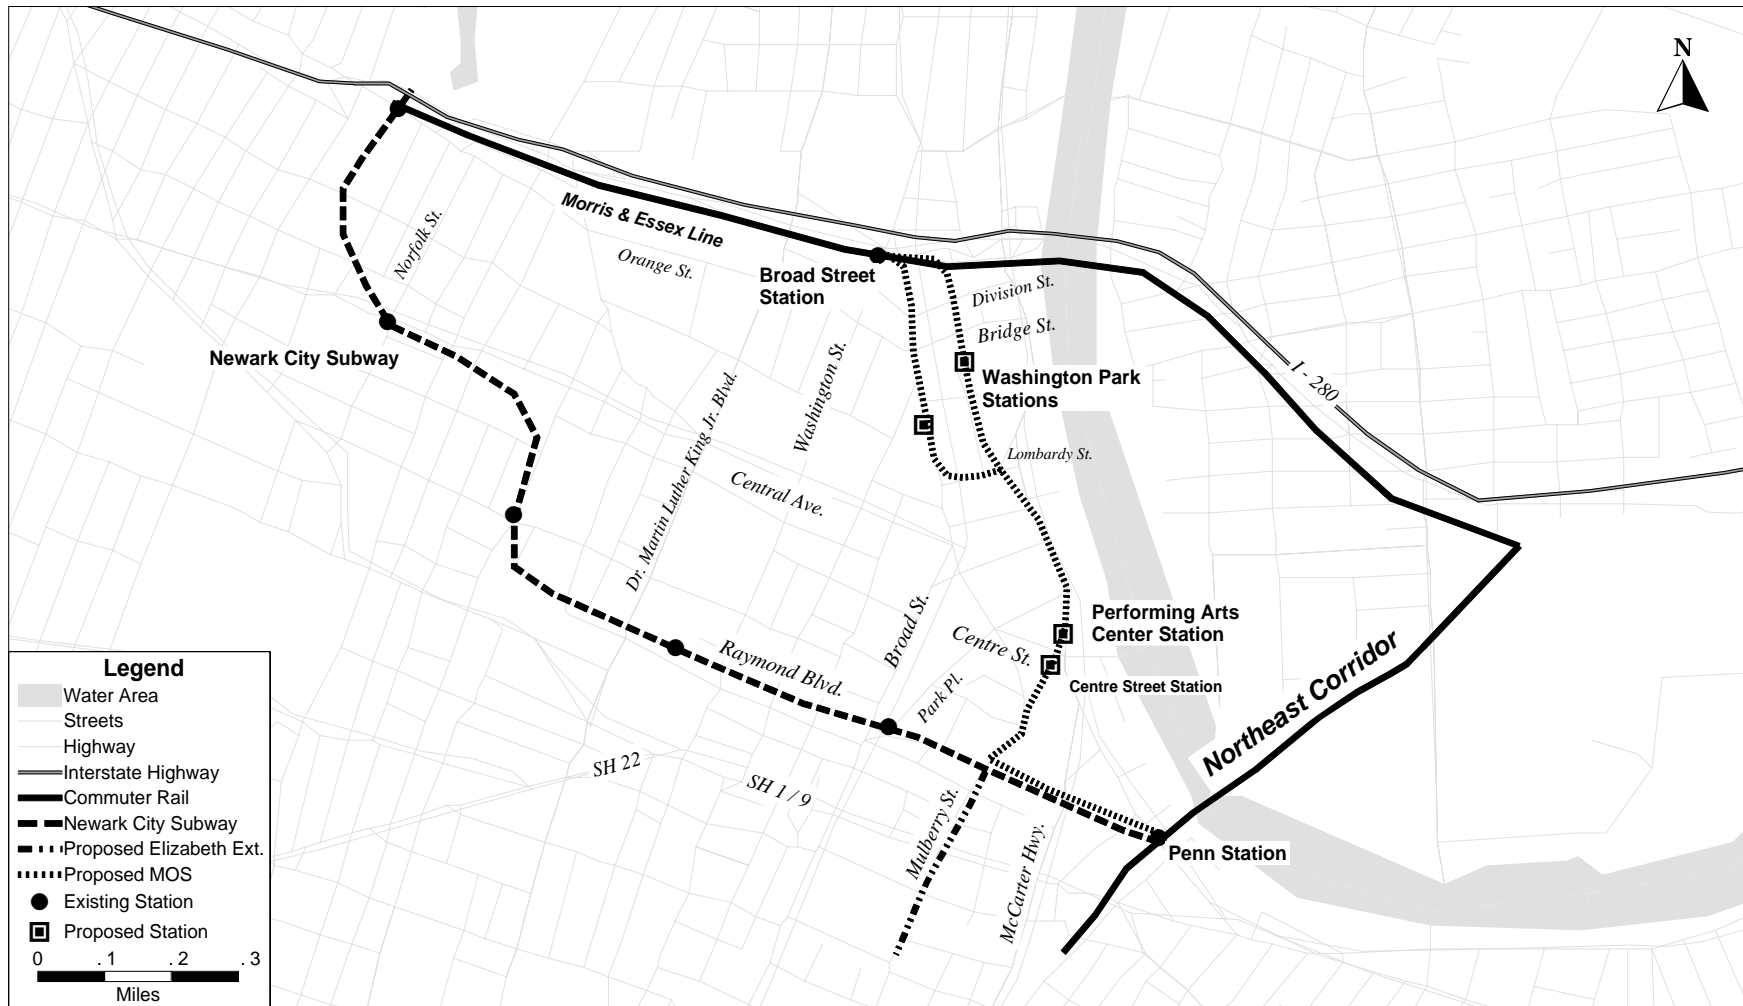 N
Morris & Essex Line
Norfolk St.
Orange St.
Broad Street
Station
Division St.
Bridge St.
Newark City Subway
Washington St.
Washington Park
Stations
I - 280
Dr. Martin Luther King Jr. Blvd.
Lombardy St.
Central Ave.
Performing Arts
Center Station
Broad St.
Centre St.
Centre Street Station
Raymond Blvd.
Park Pl.
Northeast Corridor
SH 22
SH 1 / 9
Mulberry St.
McCarter Hwy.
Penn Station
Legend
Water Area
Streets
Highway
Interstate Highway
Commuter Rail
Newark City Subway
Proposed Elizabeth Ext.
Proposed MOS
Existing Station
Proposed Station
0 .1 .2 .3
Miles